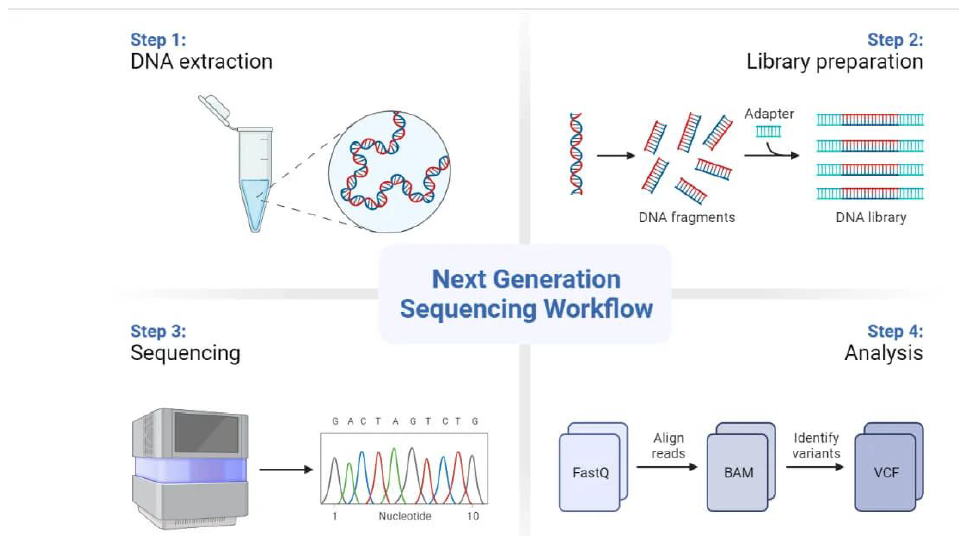 Step 1:
DNA extraction
Step 2:
Library preparation
Adapter
DNA fragments
DNA library
Next Generation
Sequencing Workflow
Step 3:
Sequencing
G A C T A G T C T G
1 Nucleotide 10
Step 4:
Analysis
FastQ
Align
reads
BAM
Identify
variants
VCF